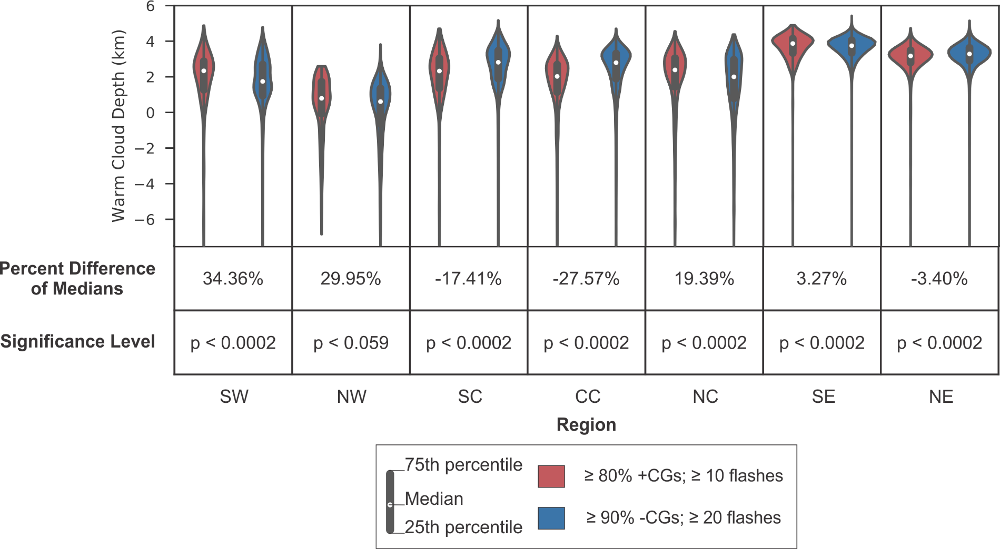 6
4
2
0
−2
−4
−6
Warm Cloud Depth (km)
Percent Difference
of Medians
34.36% 29.95% -17.41% -27.57% 19.39% 3.27% -3.40%
Significance Level
p < 0.0002 p < 0.059 p < 0.0002 p < 0.0002 p < 0.0002 p < 0.0002 p < 0.0002
SW NW SC CC NC SE NE
Region
75th percentile
Median
25th percentile
≥ 80% +CGs; ≥ 10 flashes
≥ 90% -CGs; ≥ 20 flashes